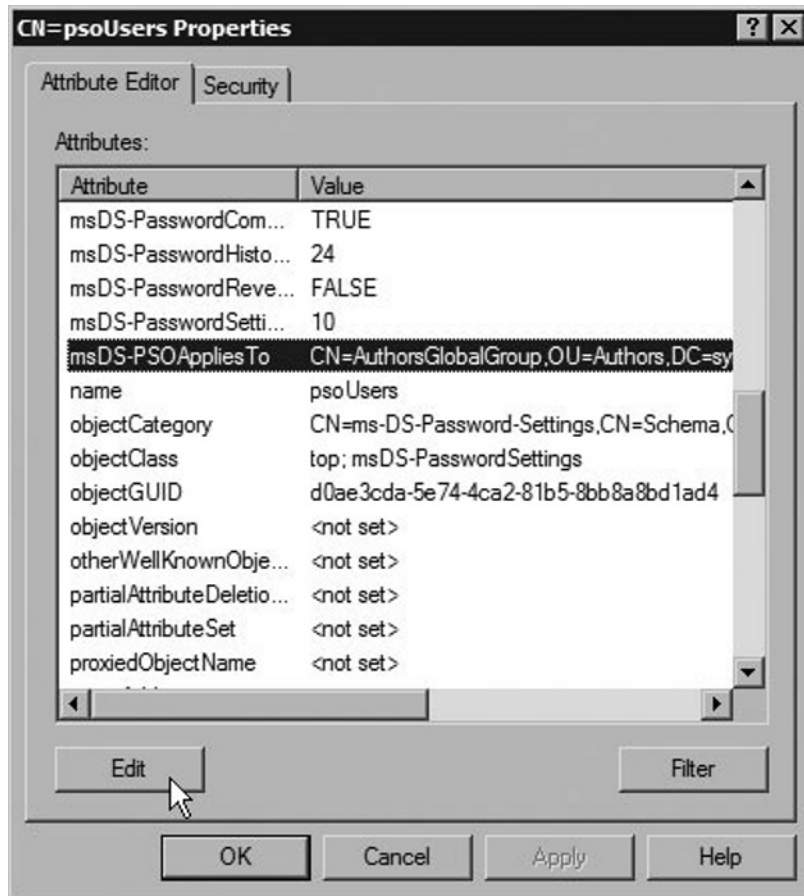 CN=psoUsers Properties
Attribute Editor Security
Attributes:
Attribute Value
msDS-PasswordCom... TRUE
msDS-PasswordHisto... 24
msDS-PasswordReve... FALSE
msDS-PasswordSetti... 10
msDS-PSOAppliesTo CN=AuthorsGlobalGroup,OU=Authors,DC=sy
name psoUsers
objectCategory CN=ms-DS-Password-Settings,CN=Schema,C
objectClass top; msDS-PasswordSettings
objectGUID d0ae3cda-5e74-4ca2-81b5-8bb8a8bd1ad4
objectVersion <not set>
otherWellKnownObje... <not set>
partialAttributeDeletio... <not set>
partialAttributeSet <not set>
proxiedObjectName <not set>
Edit Filter
OK Cancel Apply Help